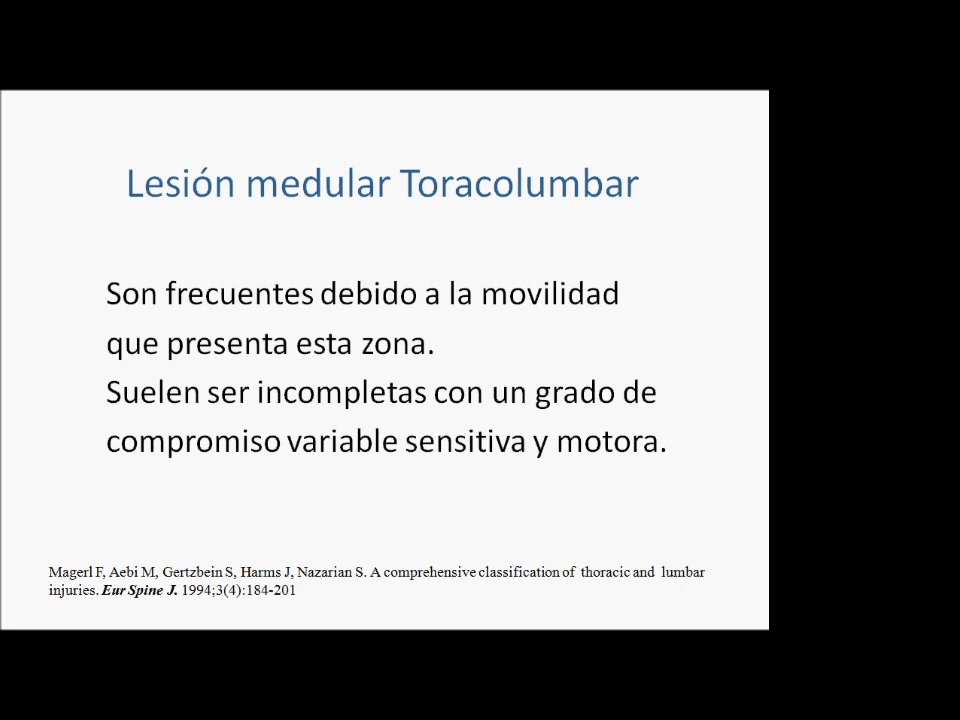 Lesión medular Toracolumbar
Son frecuentes debido a la movilidad
que presenta esta zona.
Suelen ser incompletas con un grado de
compromiso variable sensitiva y motora.
Magerl F, Aebi M, Gertzbein S, Harms J, Nazarian S. A comprehensive classification of thoracic and lumbar
injuries. Eur Spine J. 1994;3(4):184-201